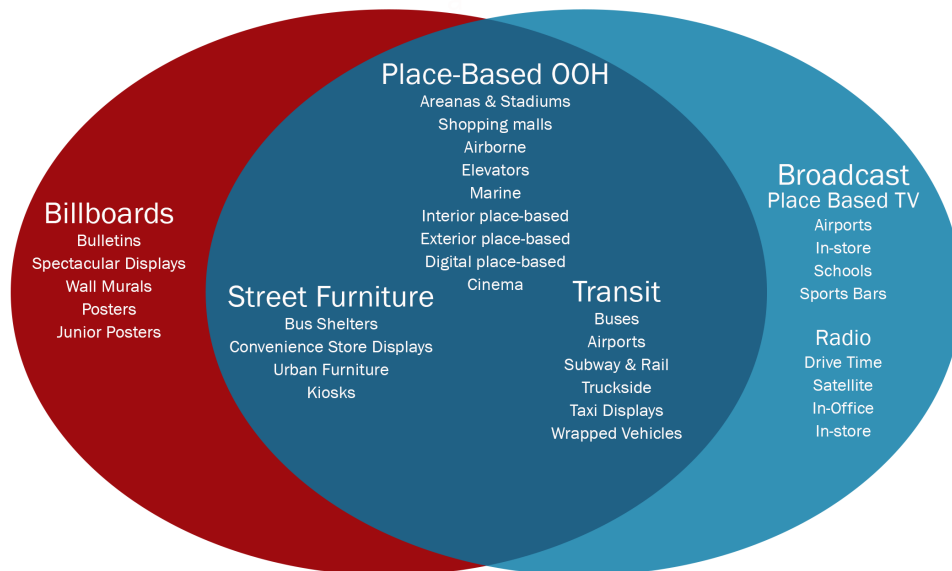 Billboards
Bulletins
Spectacular Displays
Wall Murals
Posters
Junior Posters
Place-Based OOH
Areanas & Stadiums
Shopping malls
Airborne
Elevators
Marine
Interior place-based
Exterior place-based
Digital place-based
Cinema
Street Furniture
Bus Shelters
Convenience Store Displays
Urban Furniture
Kiosks
Transit
Buses
Airports
Subway & Rail
Truckside
Taxi Displays
Wrapped Vehicles
Broadcast
Place Based TV
Airports
In-store
Schools
Sports Bars
Radio
Drive Time
Satellite
In-Office
In-store